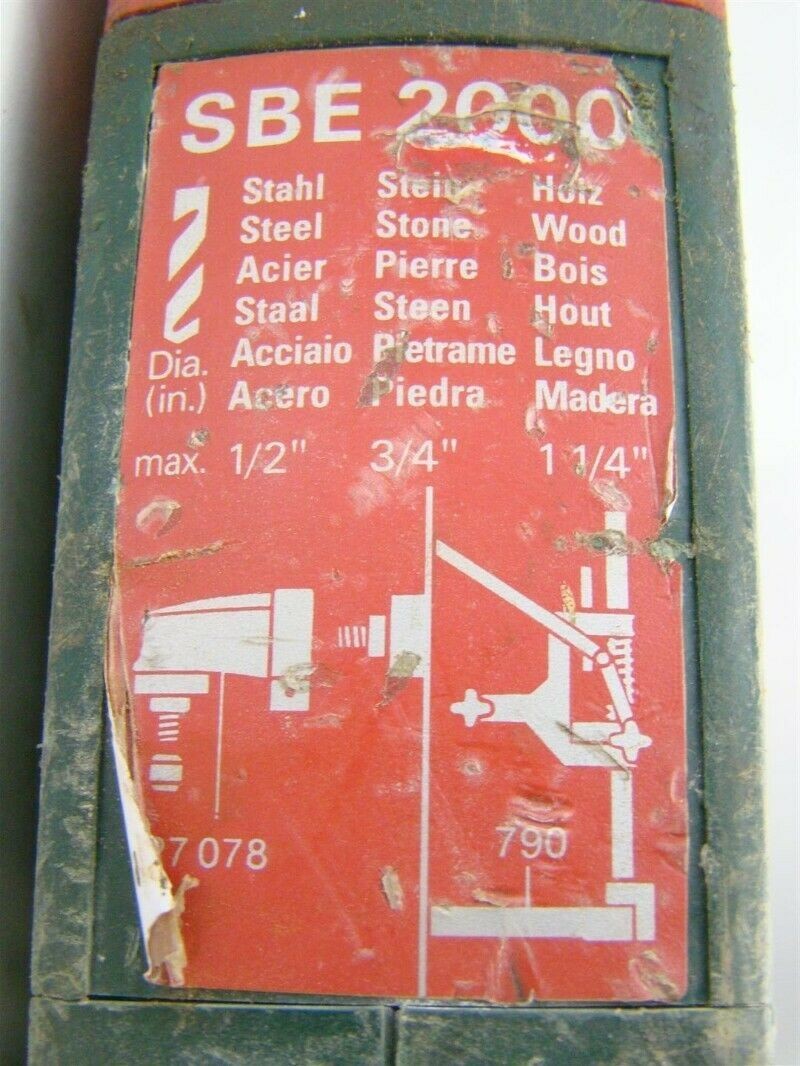 SBE 2000
Stahl Stein Holz
Steel Stone Wood
Acier Pierre Bois
Staal Steen Hout
Dia. Acciaio Pietrame Legno
(in.) Acero Piedra Madera
max. 1/2" 3/4" 1 1/4"
790
078